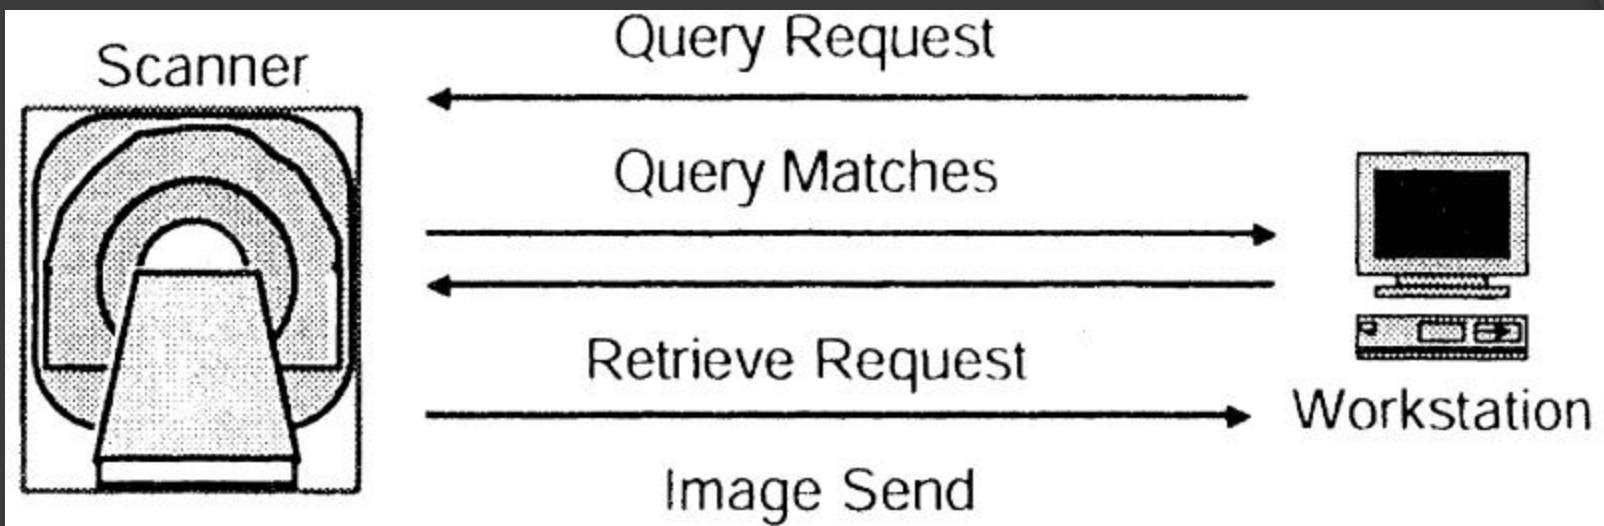 Query Request
Scanner
Query Matches
Retrieve Request
Workstation
Image Send